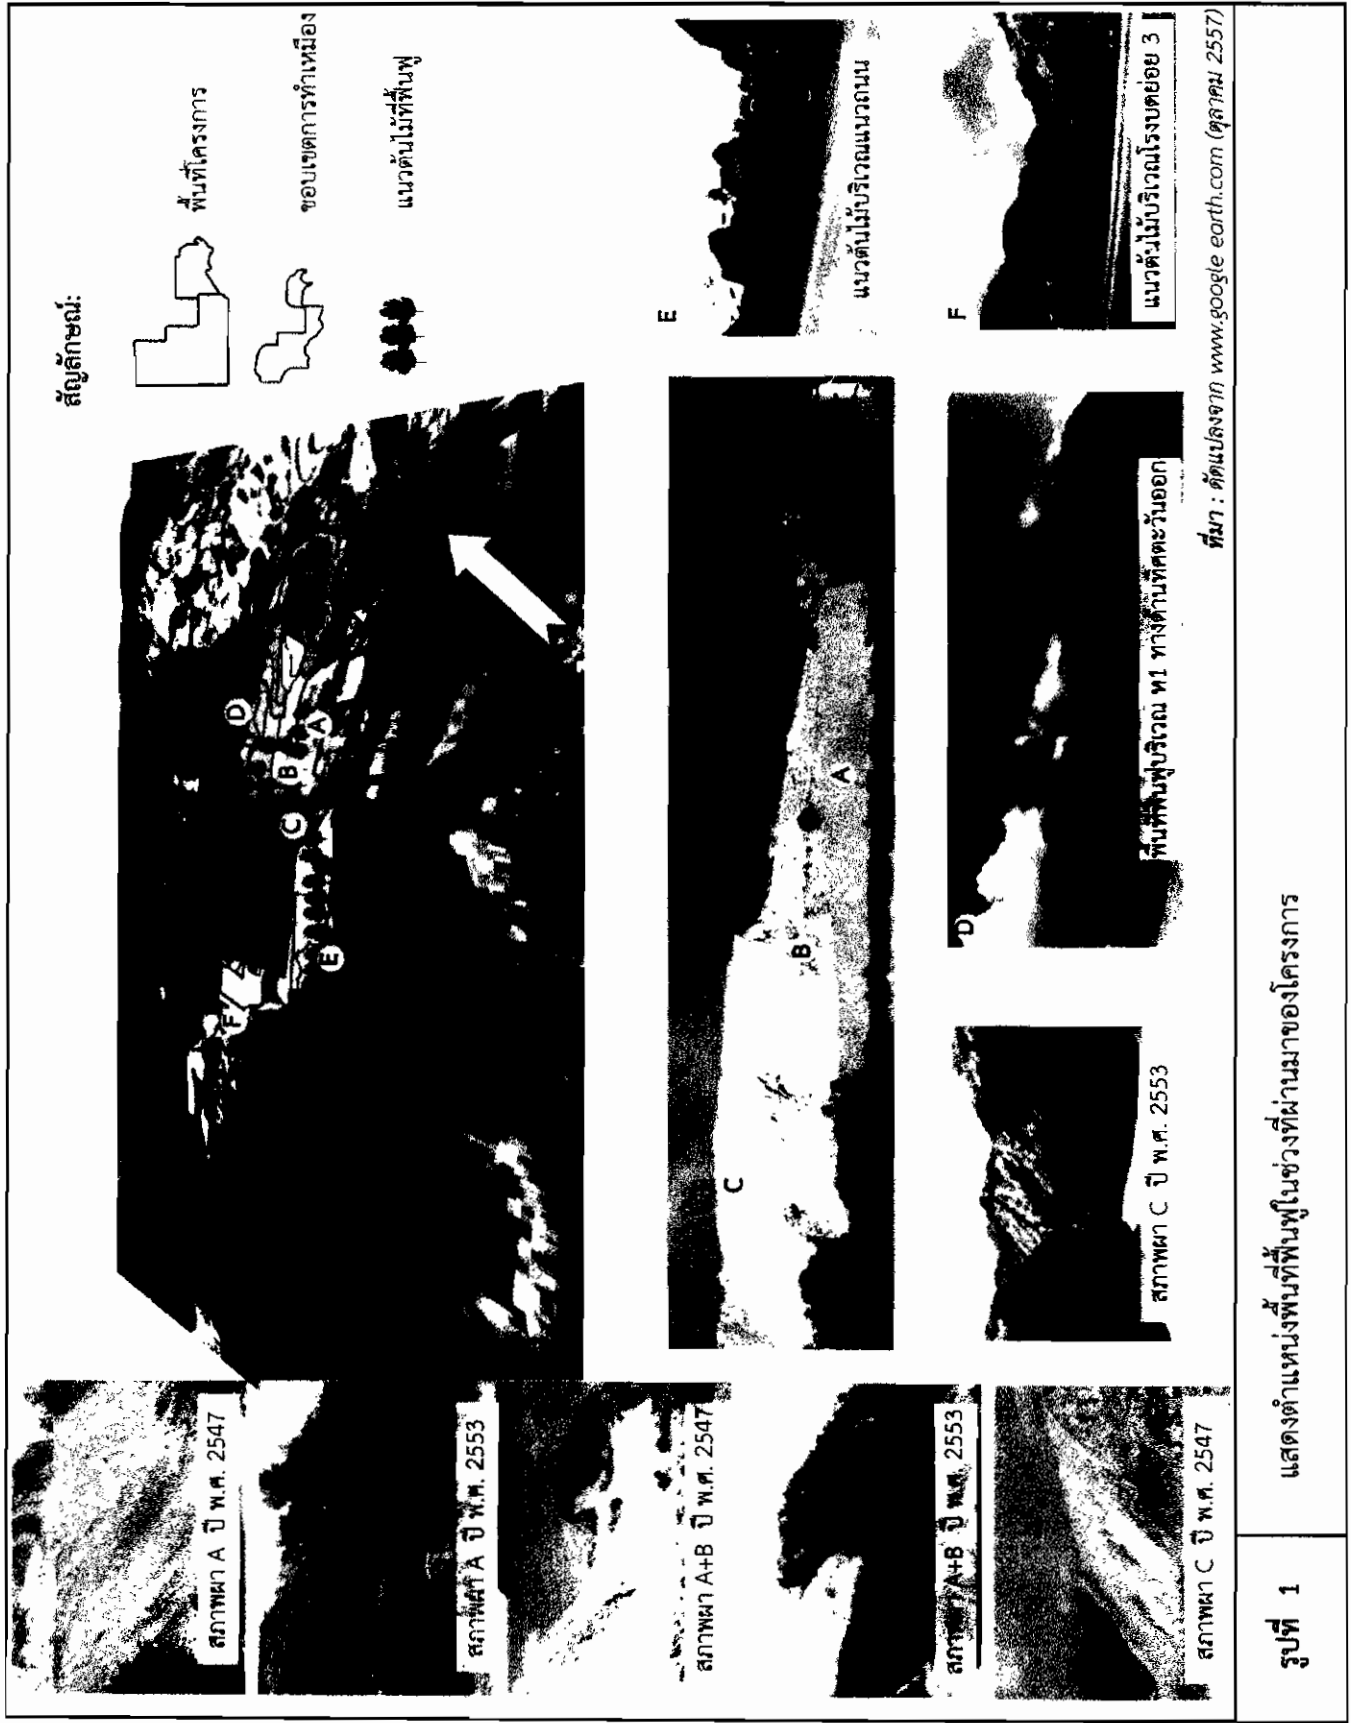 สภาพผา A ปี พ.ศ. 2547
สภาพผา A ปี พ.ศ. 2553
สภาพผา A+B ปี พ.ศ. 2547
สภาพผา A+B ปี พ.ศ. 2553
สภาพผา C ปี พ.ศ. 2547
F
E
C
B
D
A
สัญลักษณ์:
พื้นที่โครงการ
ขอบเขตการทำเหมือง
แนวต้นไม้ที่ฟื้นฟู
C
B
A
E
แนวต้นไม้บริเวณแนวถนน
สภาพผา C ปี พ.ศ. 2553
D
พื้นที่ฟื้นฟูบริเวณ ท1 ทางด้านทิศตะวันออก
F
แนวต้นไม้บริเวณโรงบดย่อย 3
ที่มา : ดัดแปลงจาก www.google earth.com (ตุลาคม 2557)
รูปที่ 1
แสดงตำแหน่งพื้นที่ฟื้นฟูในช่วงที่ผ่านมาของโครงการ